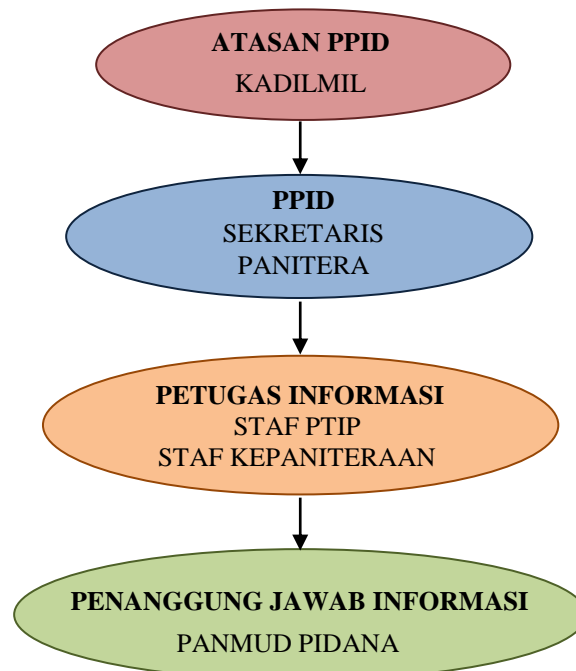 ATASAN PPID
KADILMIL
PPID
SEKRETARIS
PANITERA
PETUGAS INFORMASI
STAF PTIP
STAF KEPANITERAAN
PENANGGUNG JAWAB INFORMASI
PANMUD PIDANA